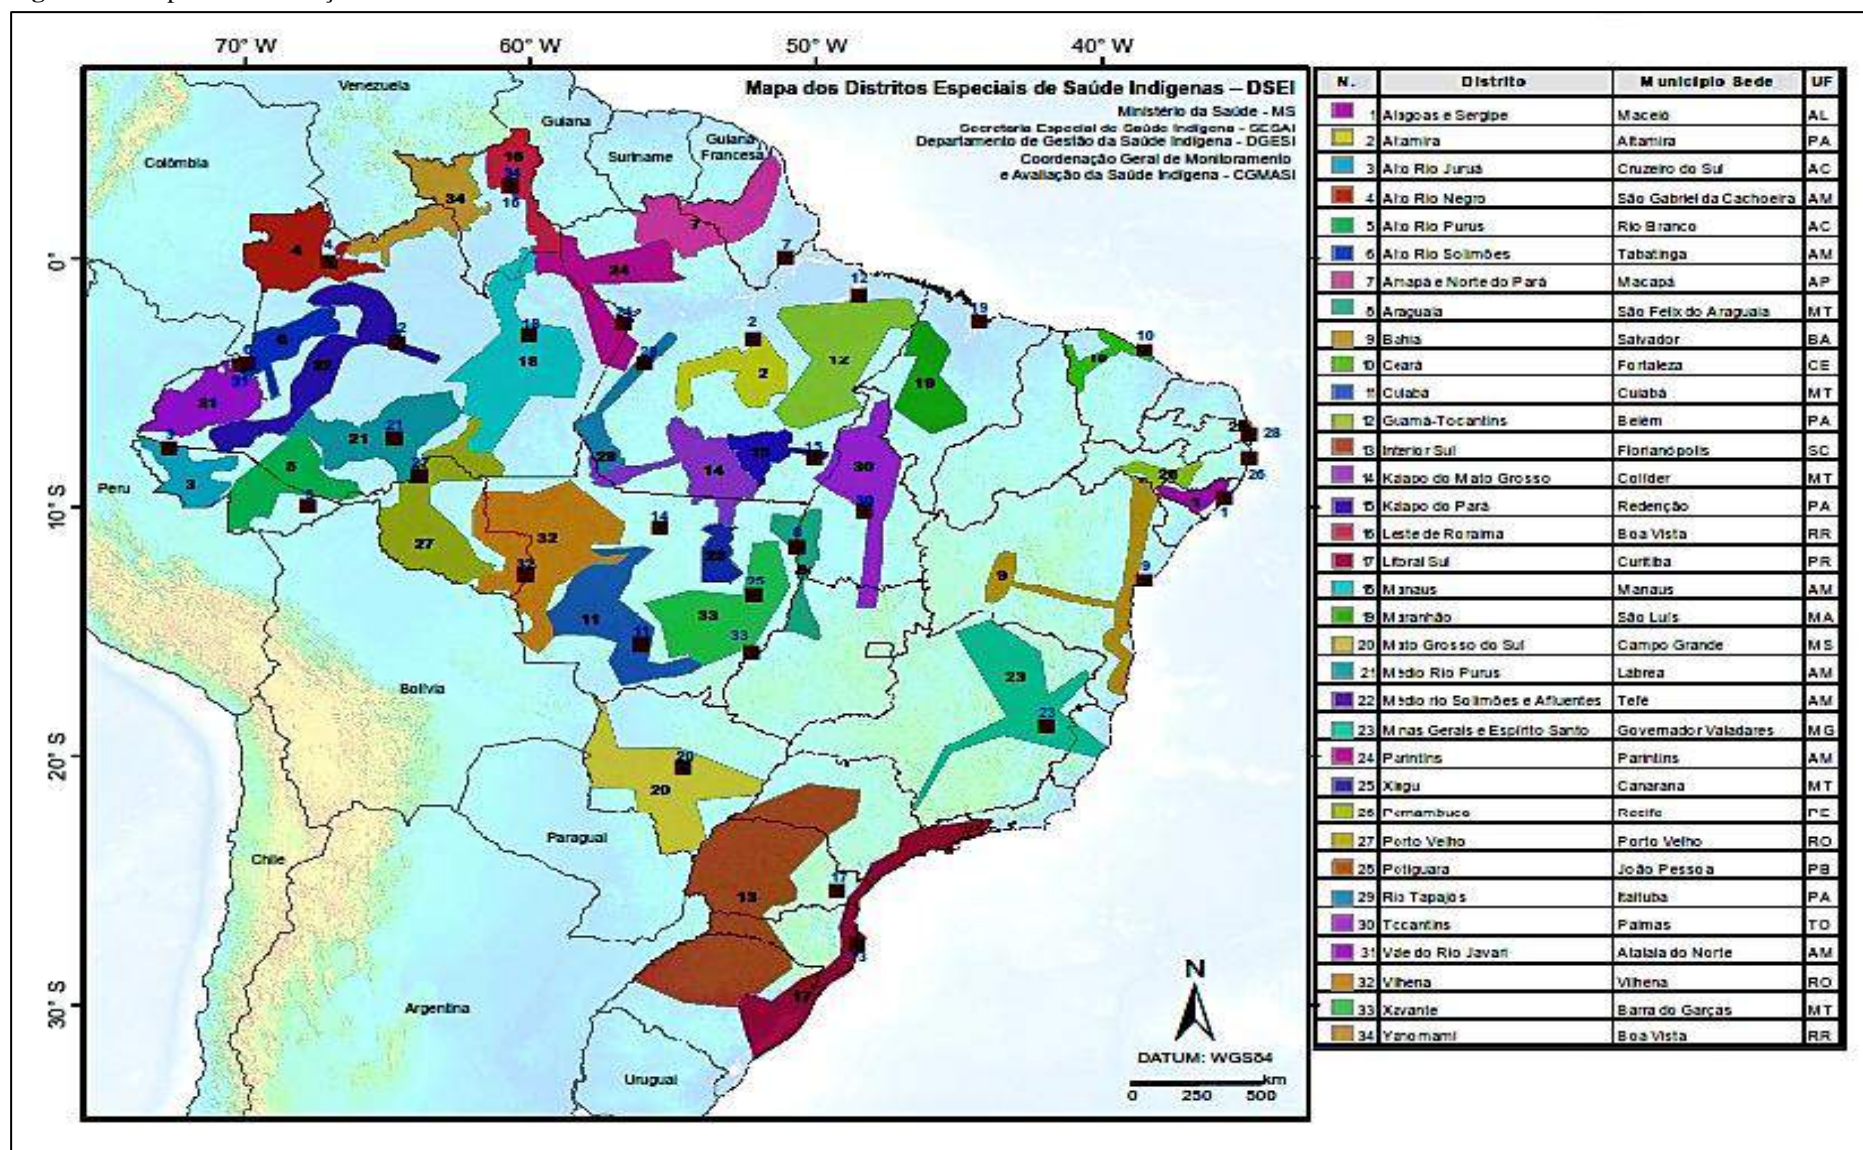 70° W 60° W 50° W 40° W
Mapa dos Distritos Especiais de Saúde Indígenas – DSEI
Ministério da Saúde - MS
Secretaria Especial de Saúde Indígena - SESAI
Departamento de Gestão da Saúde Indígena - DGESI
Coordenação Geral de Monitoramento
e Avaliação da Saúde Indígena - CGMASI
Venezuela
Guiana
Suriname
Guiana
Francesa
Colômbia
Peru
Bolívia
Paraguai
Chile
Argentina
Uruguai
0°
10° S
20° S
30° S
N
DATUM: WGS84
km
0 250 500
N. Distrito Município Sede UF
1 Alagoas e Sergipe Maceió AL
2 Altamira Altamira PA
3 Alto Rio Juruá Cruzeiro do Sul AC
4 Alto Rio Negro São Gabriel da Cachoeira AM
5 Alto Rio Purus Rio Branco AC
6 Alto Rio Solimões Tabatinga AM
7 Amapá e Norte do Pará Macapá AP
8 Araguaia São Felix do Araguaia MT
9 Bahia Salvador BA
10 Ceará Fortaleza CE
11 Cuiabá Cuiabá MT
12 Guamá-Tocantins Belém PA
13 Interior Sul Florianópolis SC
14 Kaiapo do Mato Grosso Colíder MT
15 Kaiapo do Pará Redenção PA
16 Leste de Roraima Boa Vista RR
17 Litoral Sul Curitiba PR
18 Manaus Manaus AM
19 Maranhão São Luís MA
20 Mato Grosso do Sul Campo Grande MS
21 Médio Rio Purus Lábrea AM
22 Médio rio Solimões e Afluentes Tefé AM
23 Minas Gerais e Espírito Santo Governador Valadares MG
24 Parintins Parintins AM
25 Xingu Canarana MT
26 Pernambuco Recife PE
27 Porto Velho Porto Velho RO
28 Potiguara João Pessoa PB
29 Rio Tapajós Itaituba PA
30 Tocantins Palmas TO
31 Vale do Rio Javari Atalaia do Norte AM
32 Vilhena Vilhena RO
33 Xavante Barra do Garças MT
34 Yanomami Boa Vista RR